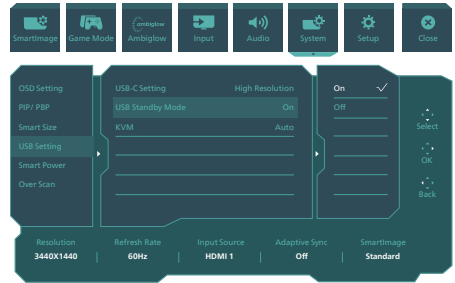 ambiglow
SmartImage Game Mode Ambiglow Input Audio System Setup Close
OSD Setting
PIP/ PBP
Smart Size
USB Setting
Smart Power
Over Scan
USB-C Setting High Resolution
USB Standby Mode On
KVM Auto
On
Off
Select
OK
Back
Resolution Refresh Rate Input Source Adaptive Sync SmartImage
3440X1440 60Hz HDMI 1 Off Standard